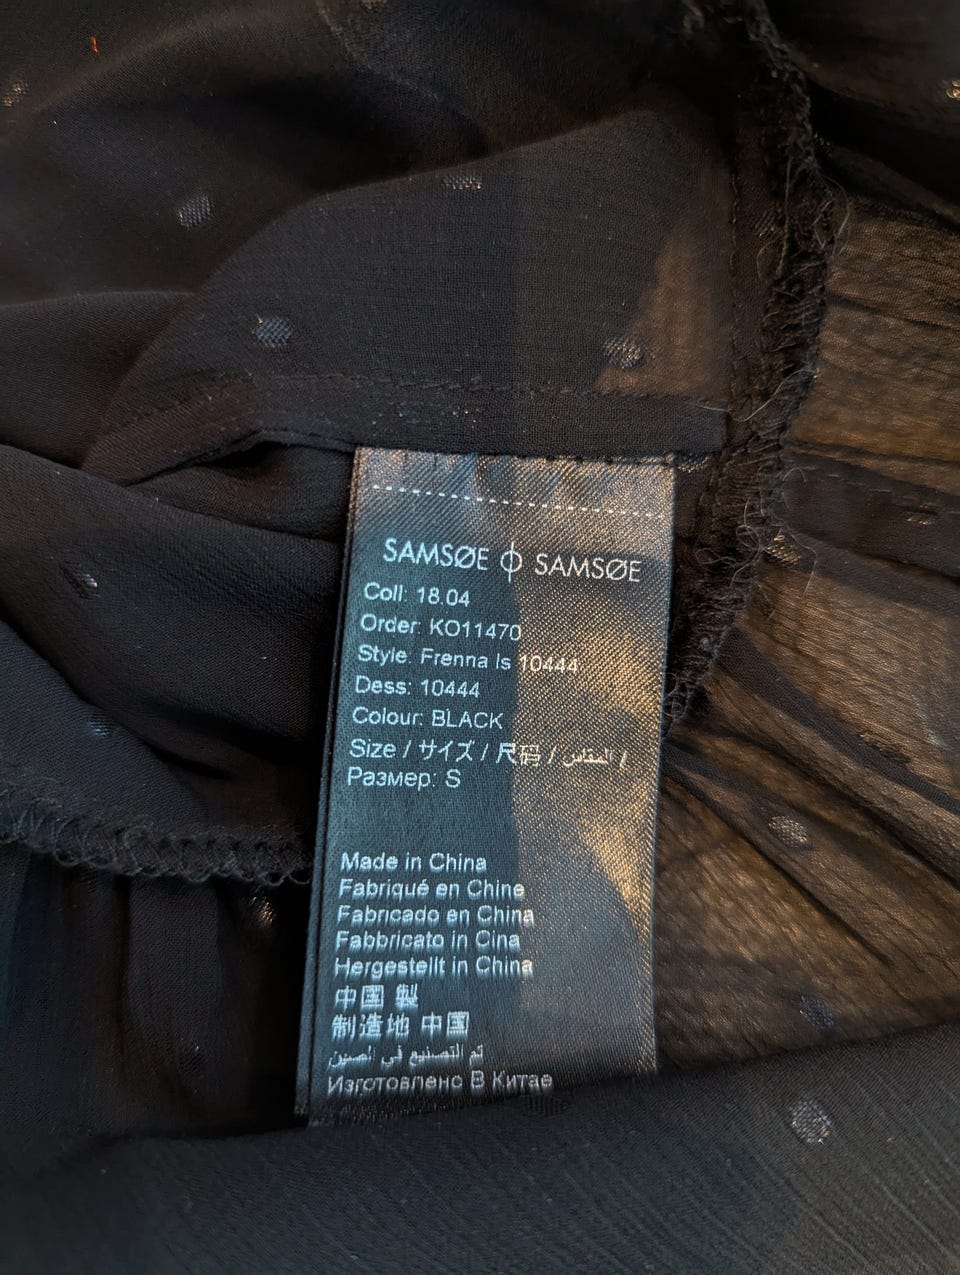 SAMSØE ϕ SAMSØE
Coll: 18.04
Order: KO11470
Style: Frenna ls 10444
Dess: 10444
Colour: BLACK
Size / サイズ / 尺码 / المقاس /
Размер: S
Made in China
Fabriqué en Chine
Fabricado en China
Fabbricato in Cina
Hergestellt in China
中国 製
制造地 中国
تم التصنيع في الصين
Изготовлено В Китае